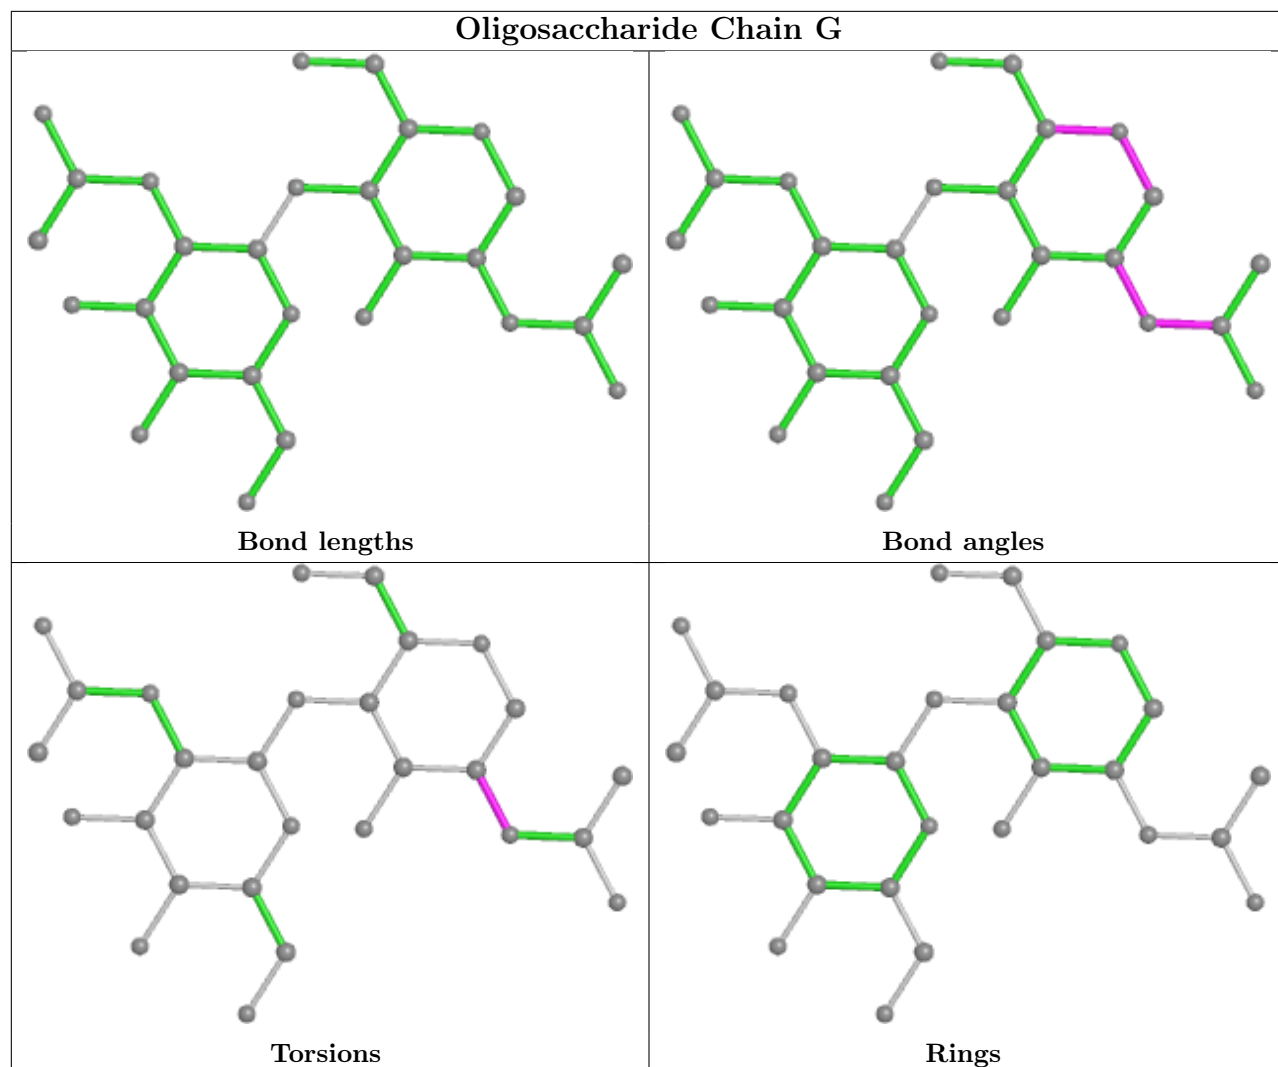 Oligosaccharide Chain G
Bond lengths
Bond angles
Torsions
Rings